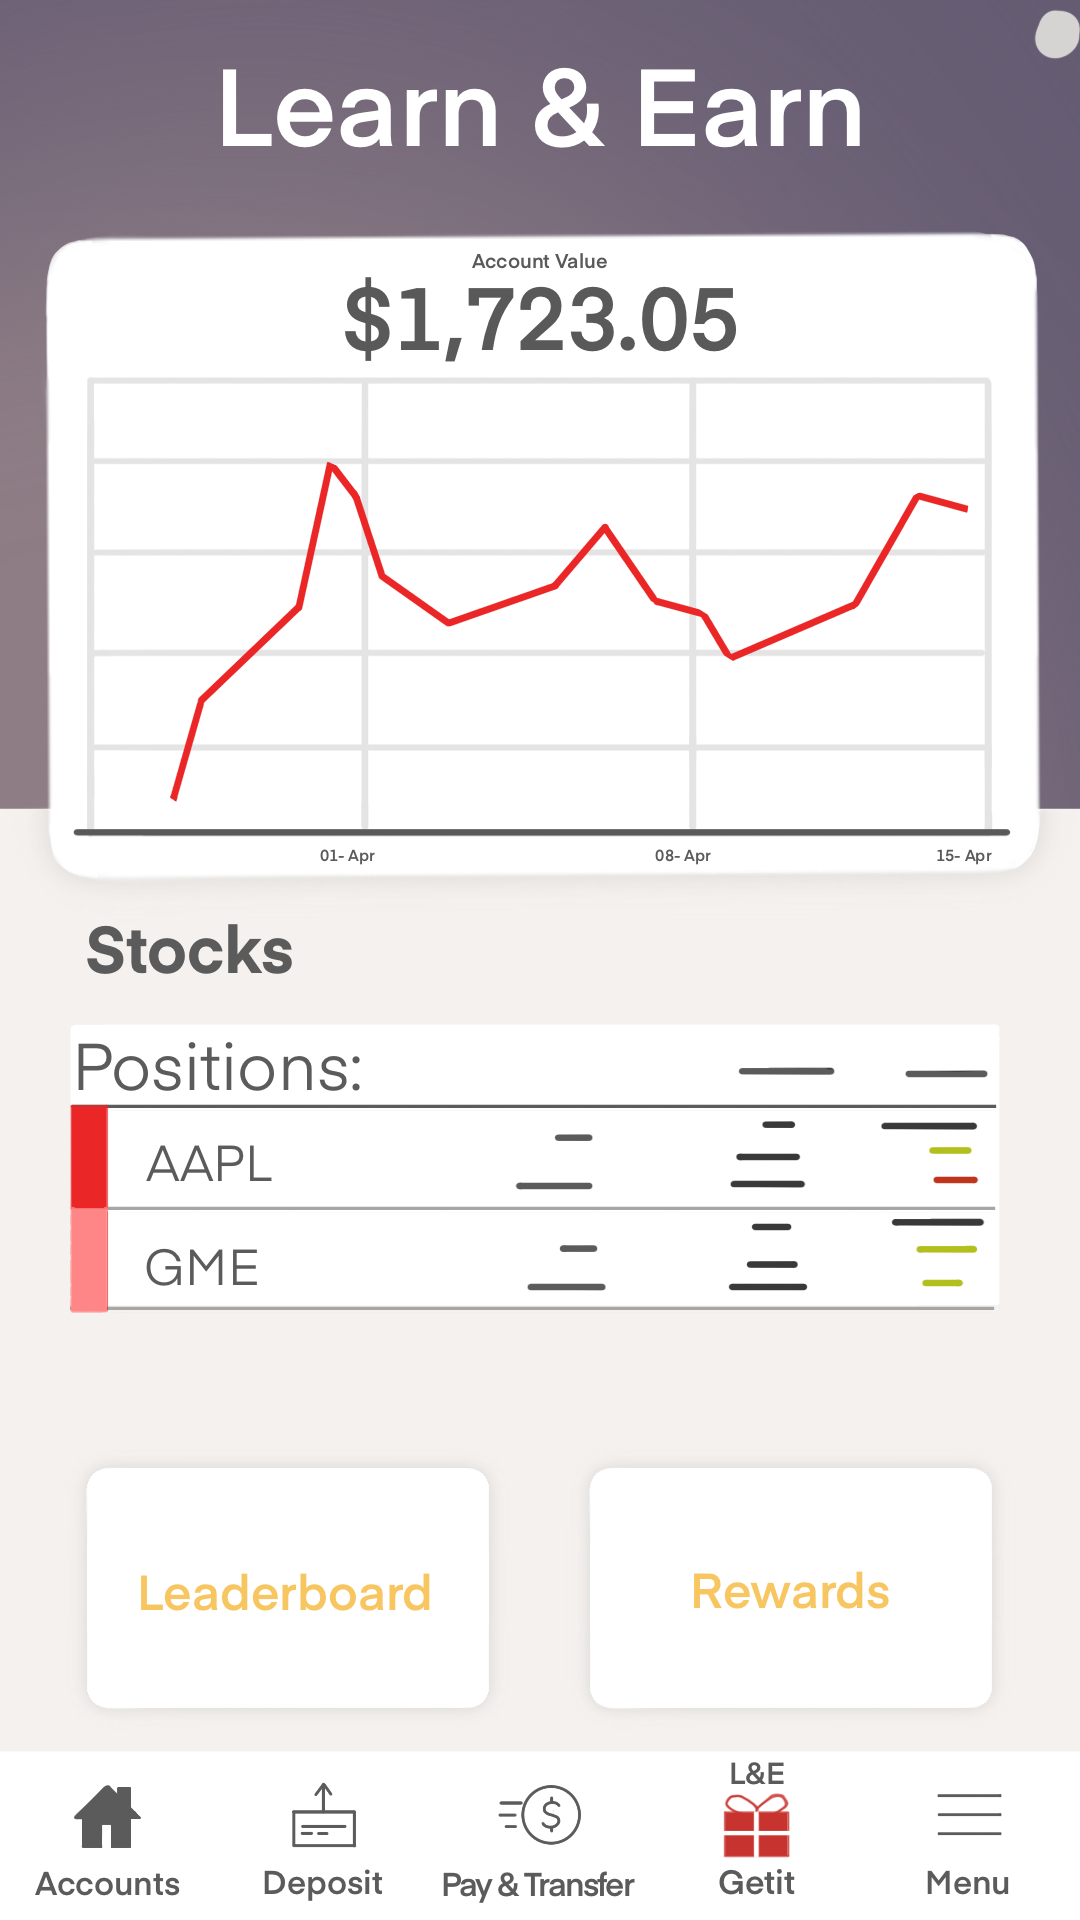 Learn & Earn
Account Value
$1,723.05
01- Apr 08- Apr 15- Apr
Stocks
Positions:
AAPL
GME
Leaderboard Rewards
L&E
Accounts Deposit Pay & Transfer Getit Menu